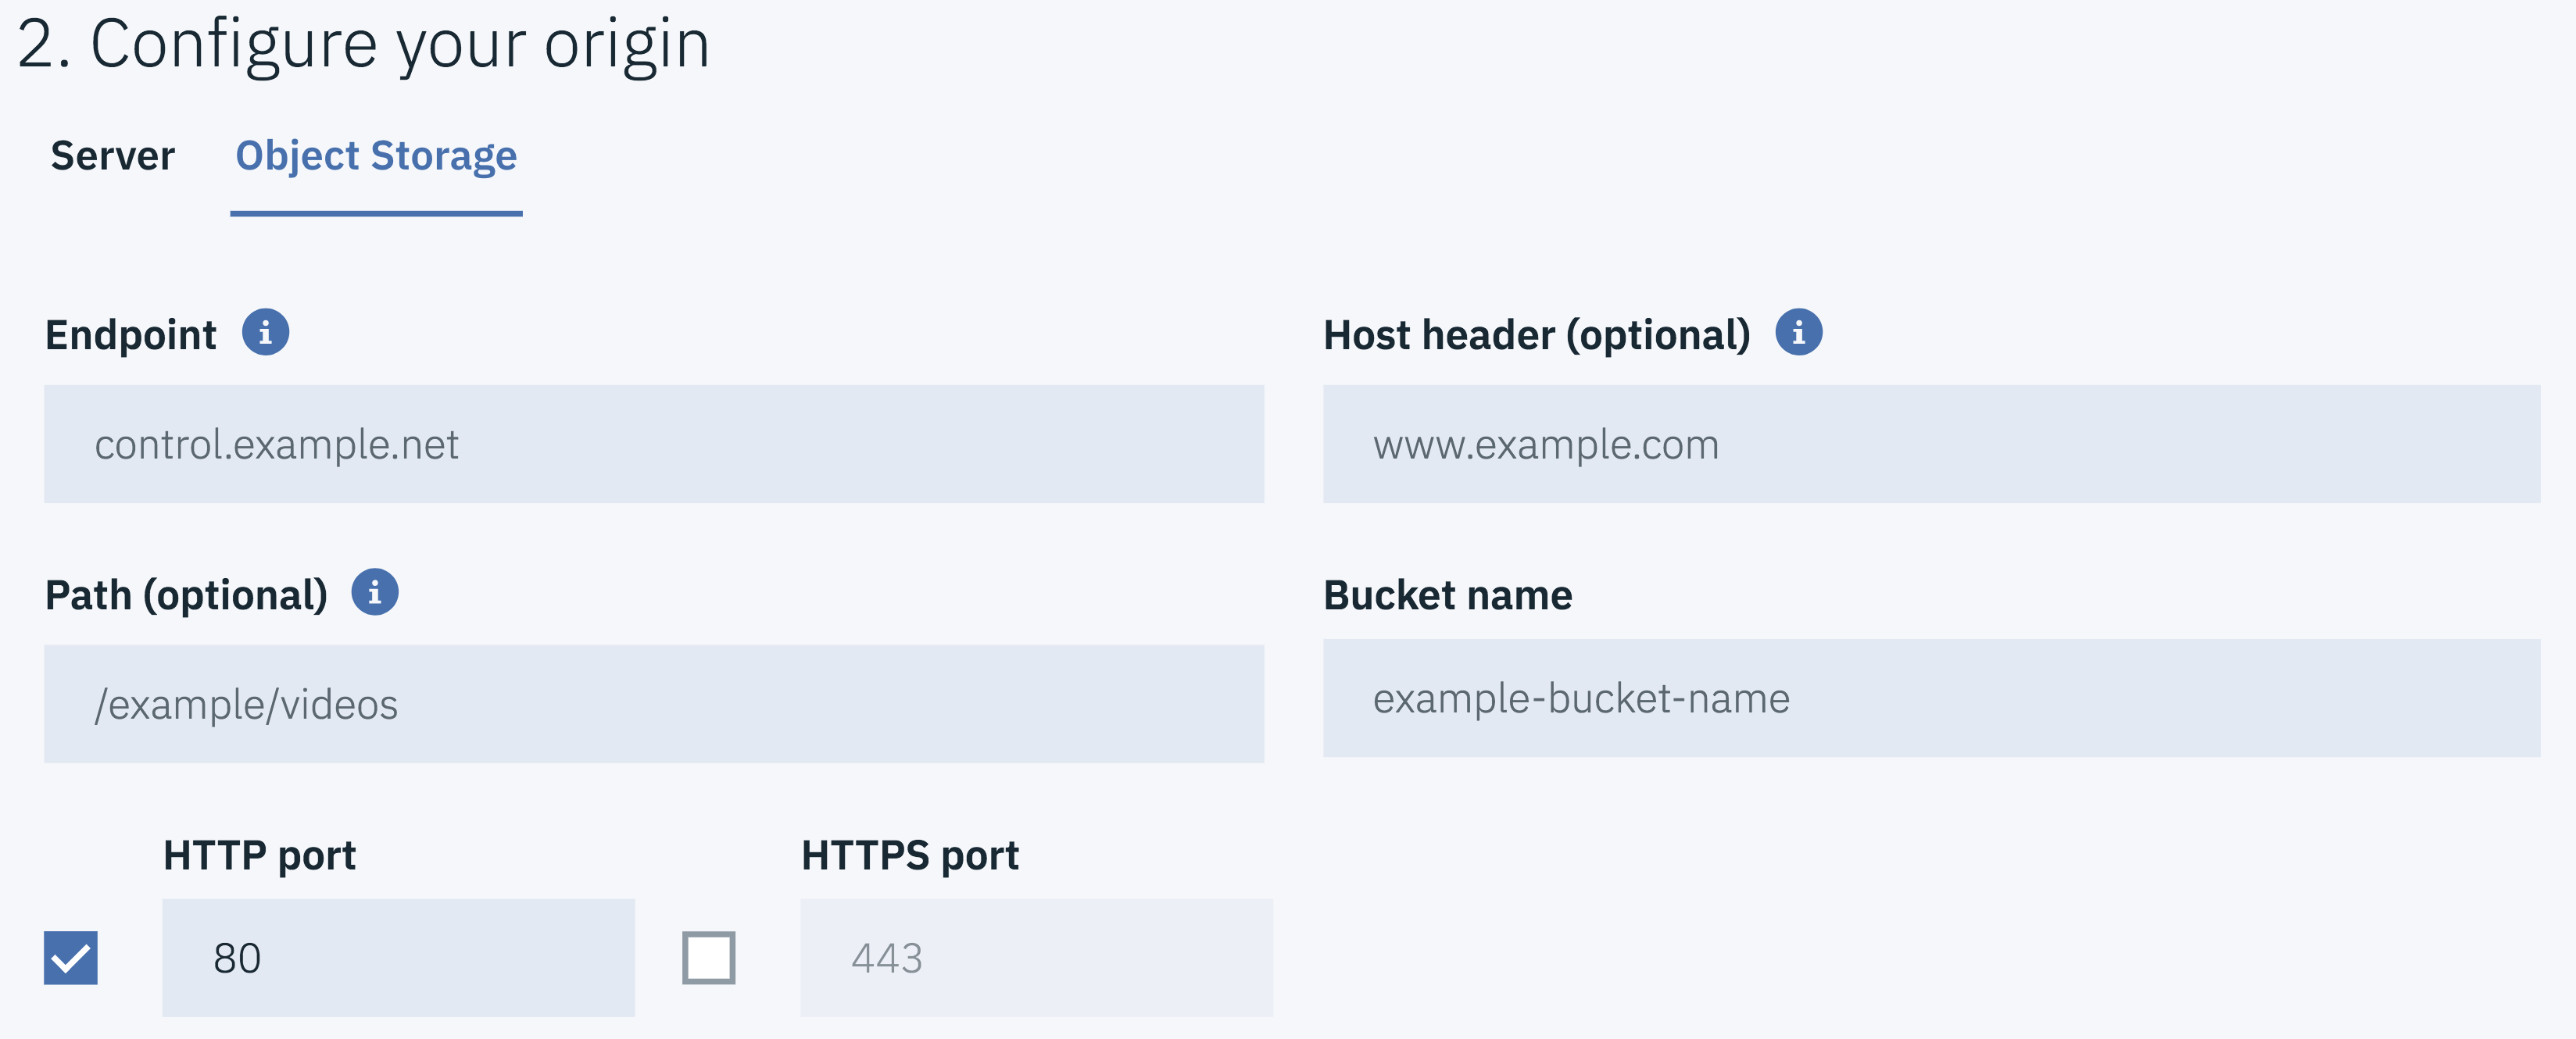 2. Configure your origin
Server Object Storage
Endpoint Host header (optional)
control.example.net www.example.com
Path (optional) Bucket name
/example/videos example-bucket-name
HTTP port HTTPS port
80 443